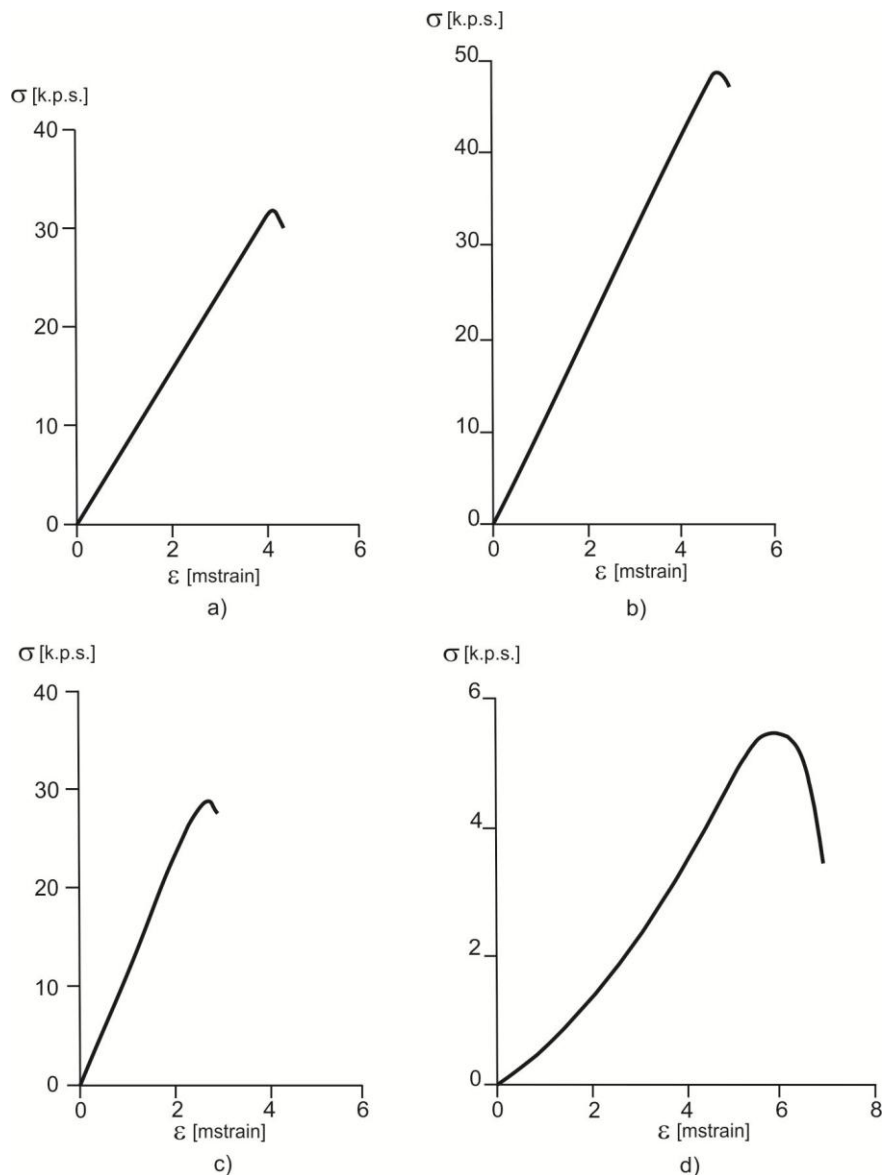 σ [k.p.s.]
40
30
20
10
0
0 2 4 6
ε [mstrain]
a)
σ [k.p.s.]
50
40
30
20
10
0
0 2 4 6
ε [mstrain]
b)
σ [k.p.s.]
40
30
20
10
0
0 2 4 6
ε [mstrain]
c)
σ [k.p.s.]
6
4
2
0
0 2 4 6 8
ε [mstrain]
d)